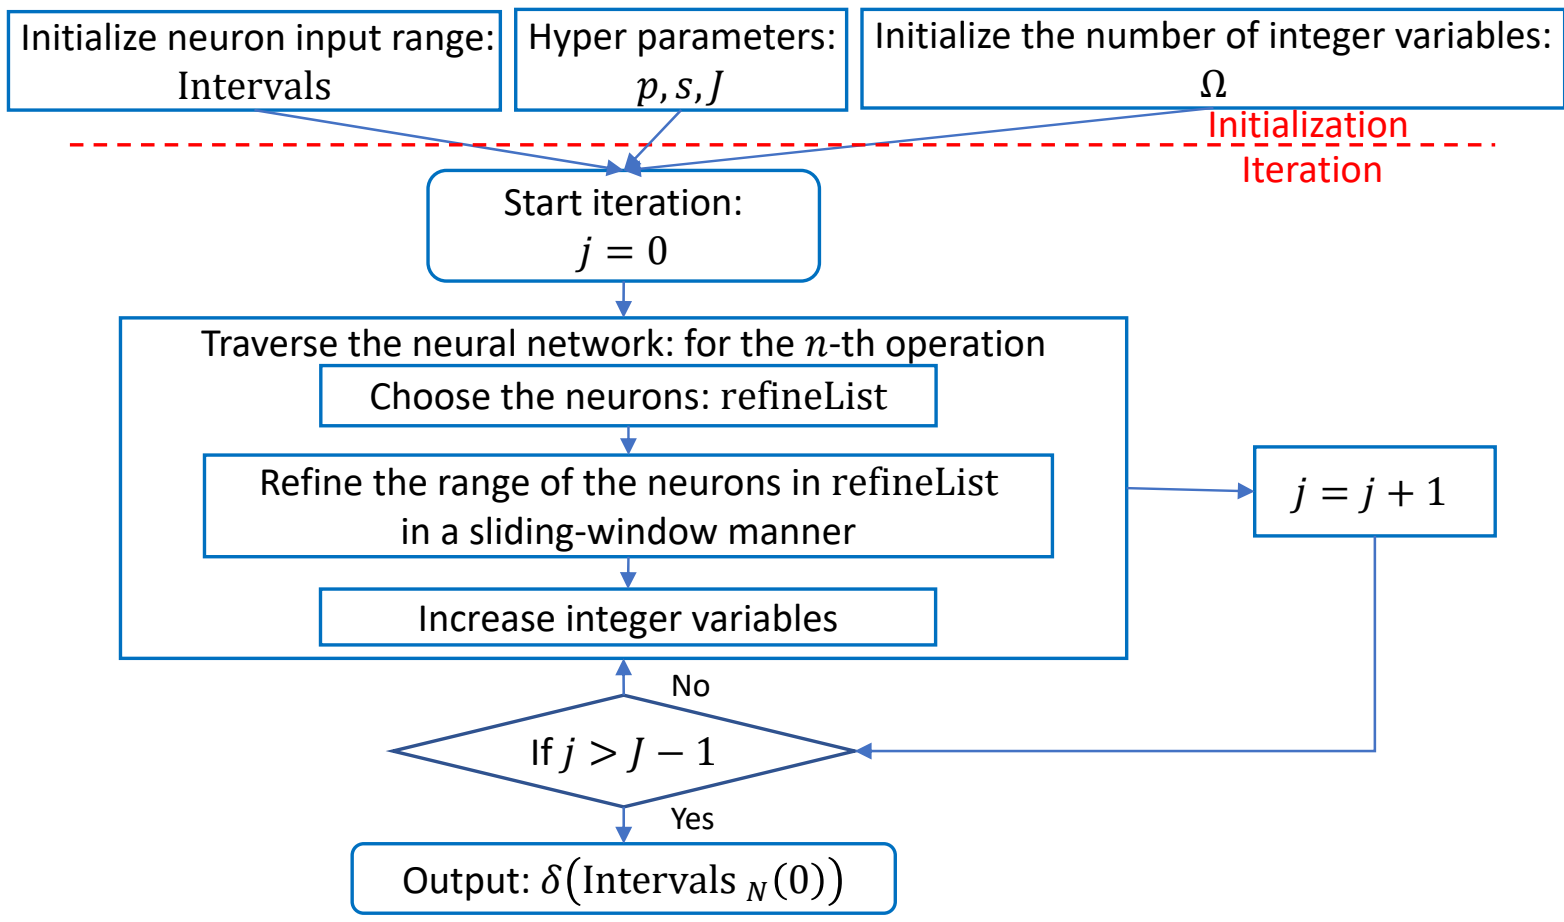 Initialize neuron input range:
Intervals
Hyper parameters:
p, s, J
Initialize the number of integer variables:
Ω
Initialization
Iteration
Start iteration:
j = 0
Traverse the neural network: for the n-th operation
Choose the neurons: refineList
Refine the range of the neurons in refineList
in a sliding-window manner
Increase integer variables
j = j + 1
No
If j > J − 1
Yes
Output: δ(Intervals N(0))